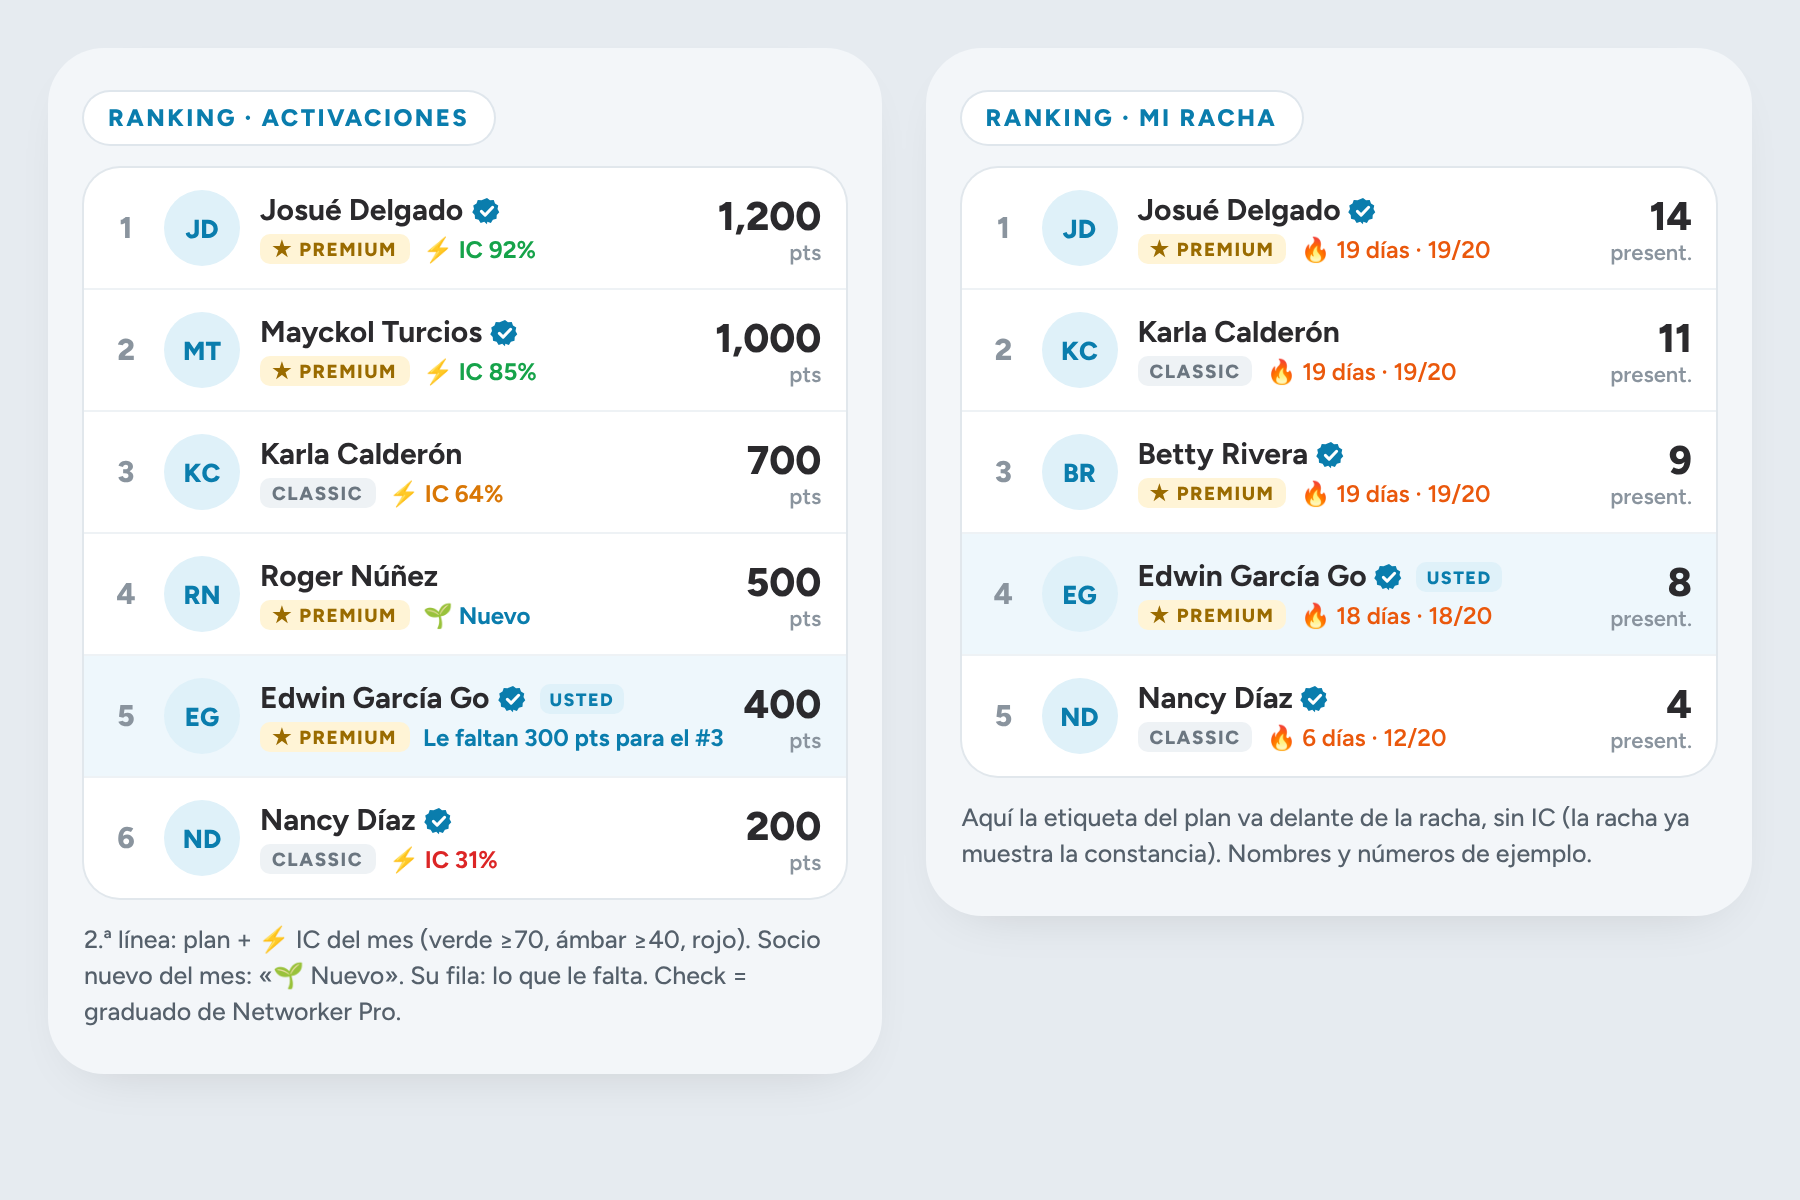 RANKING · ACTIVACIONES
1 JD Josué Delgado 1,200
★ PREMIUM ⚡ IC 92% pts
2 MT Mayckol Turcios 1,000
★ PREMIUM ⚡ IC 85% pts
3 KC Karla Calderón 700
CLASSIC ⚡ IC 64% pts
4 RN Roger Núñez 500
★ PREMIUM 🌱 Nuevo pts
5 EG Edwin García Go USTED 400
★ PREMIUM Le faltan 300 pts para el #3 pts
6 ND Nancy Díaz 200
CLASSIC ⚡ IC 31% pts
2.ª línea: plan + ⚡ IC del mes (verde ≥70, ámbar ≥40, rojo). Socio
nuevo del mes: «🌱 Nuevo». Su fila: lo que le falta. Check =
graduado de Networker Pro.
RANKING · MI RACHA
1 JD Josué Delgado 14
★ PREMIUM 🔥 19 días · 19/20 present.
2 KC Karla Calderón 11
CLASSIC 🔥 19 días · 19/20 present.
3 BR Betty Rivera 9
★ PREMIUM 🔥 19 días · 19/20 present.
4 EG Edwin García Go USTED 8
★ PREMIUM 🔥 18 días · 18/20 present.
5 ND Nancy Díaz 4
CLASSIC 🔥 6 días · 12/20 present.
Aquí la etiqueta del plan va delante de la racha, sin IC (la racha ya
muestra la constancia). Nombres y números de ejemplo.